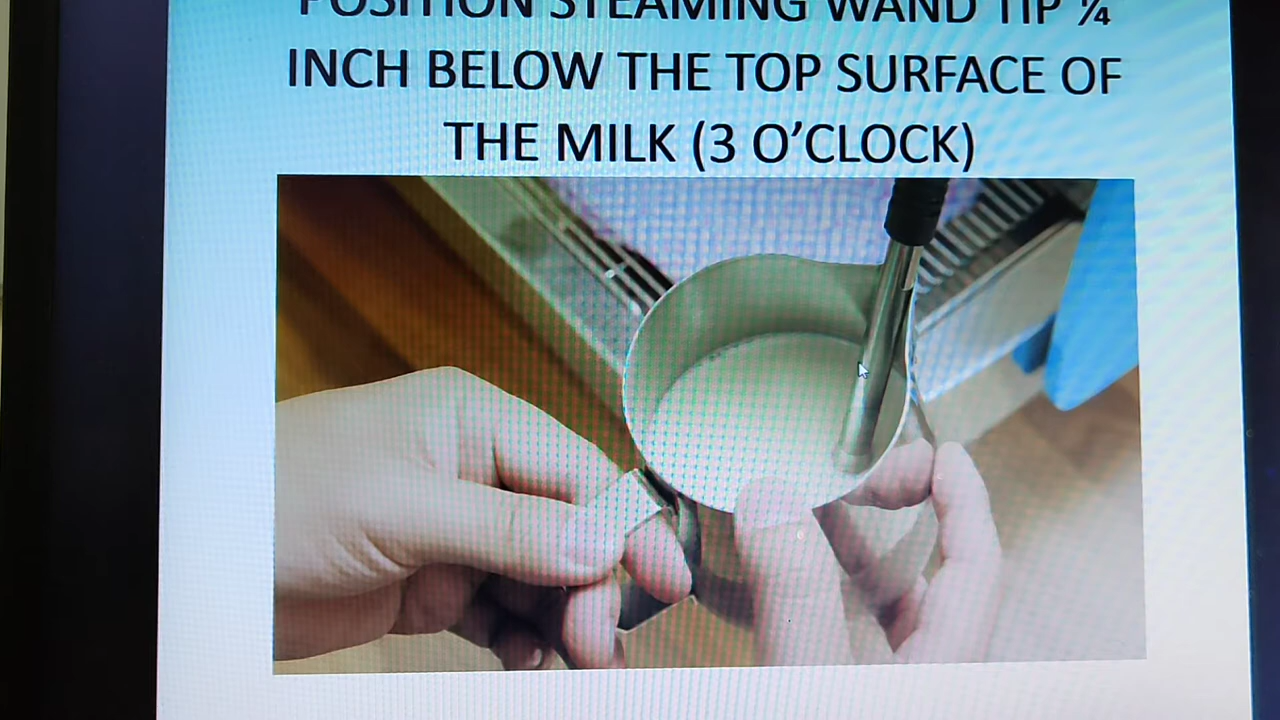 POSITION STEAMING WAND TIP ¼
INCH BELOW THE TOP SURFACE OF
THE MILK (3 O’CLOCK)